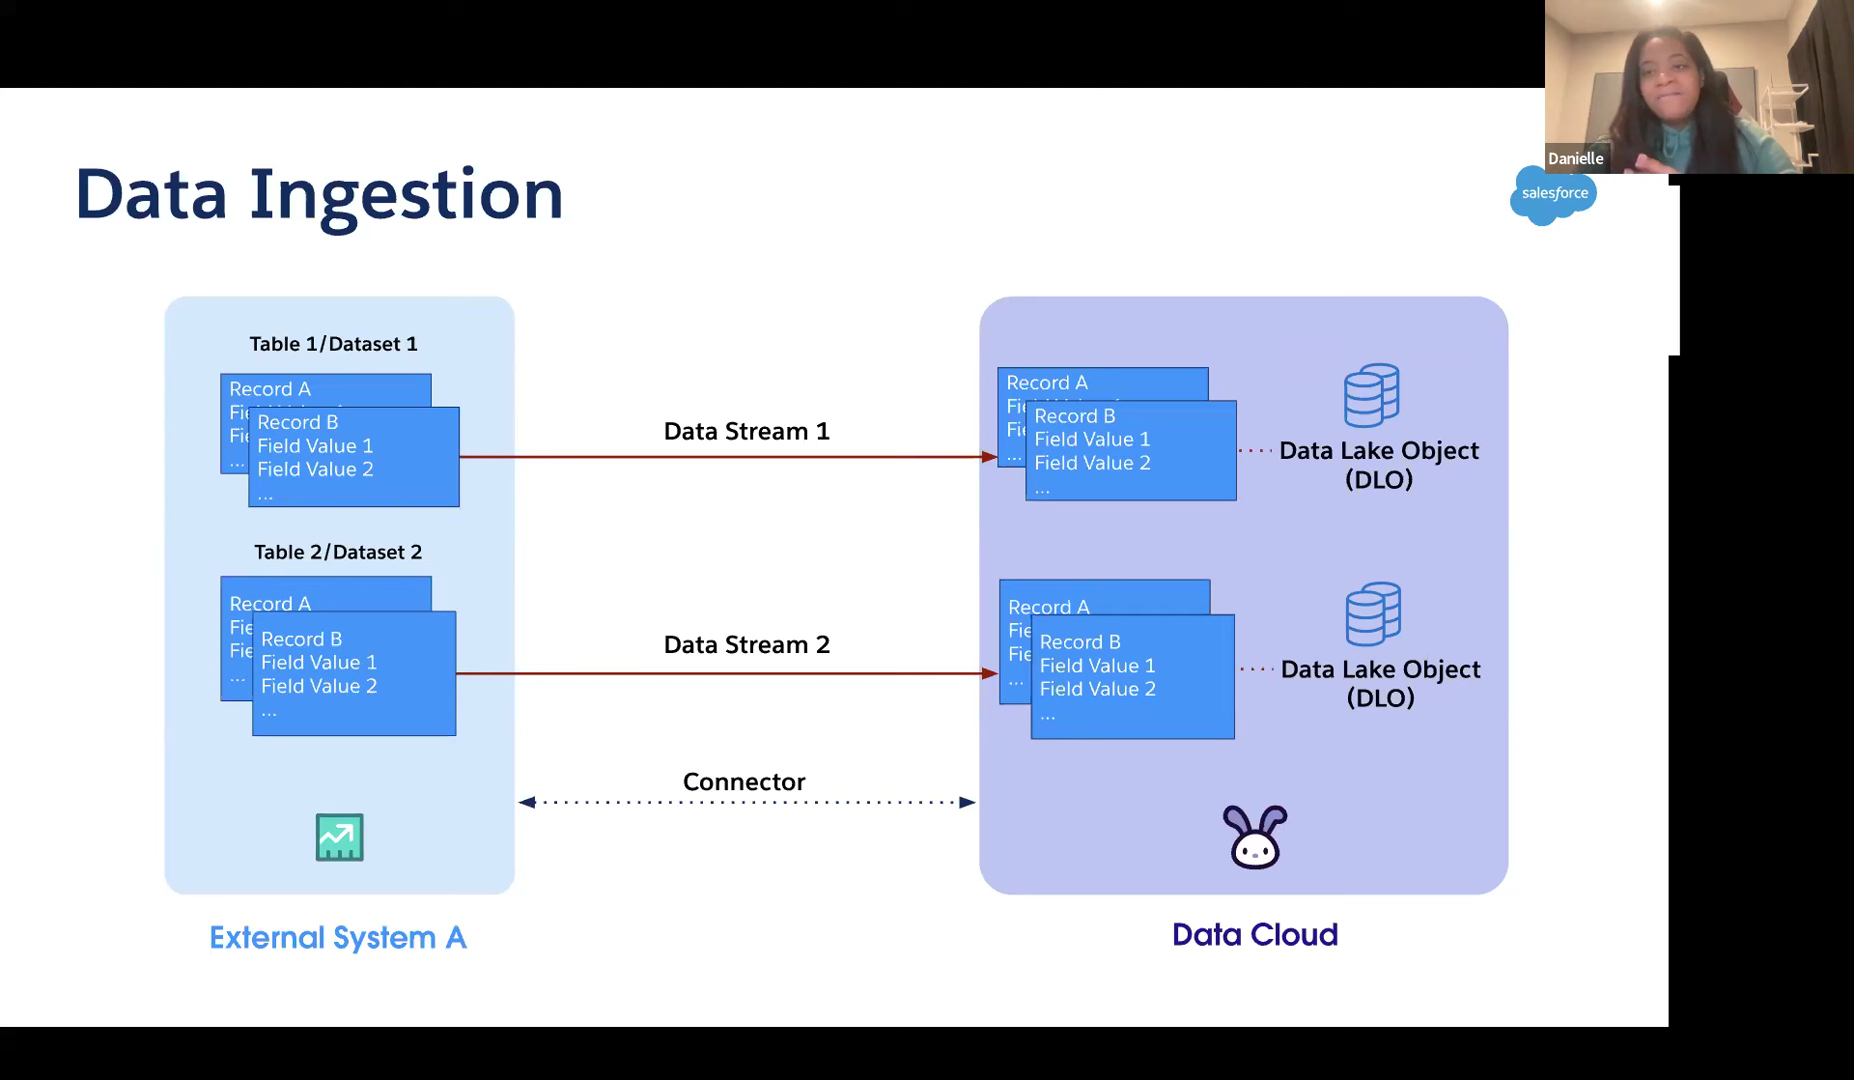 Danielle
salesforce
Data Ingestion
Table 1/Dataset 1
Record A
Record B
Field Value 1
Field Value 2
...
...
Data Stream 1
Record A
Record B
Field Value 1
Field Value 2
...
...
Data Lake Object
(DLO)
Table 2/Dataset 2
Record A
Record B
Field Value 1
Field Value 2
...
...
Data Stream 2
Record A
Record B
Field Value 1
Field Value 2
...
...
Data Lake Object
(DLO)
Connector
External System A
Data Cloud